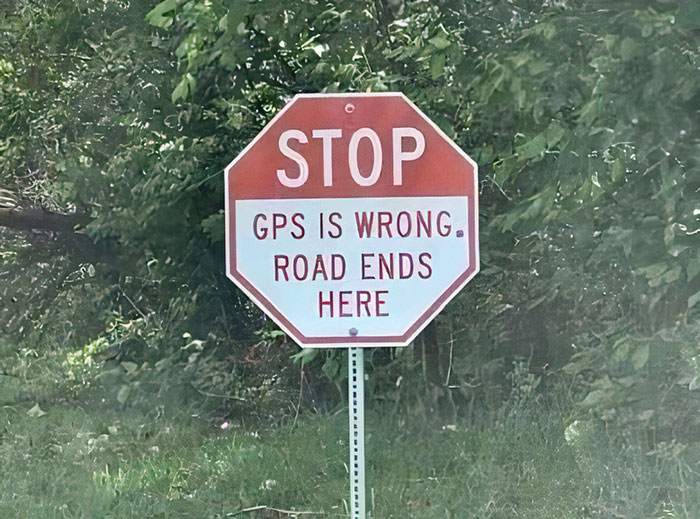 STOP
GPS IS WRONG.
ROAD ENDS
HERE